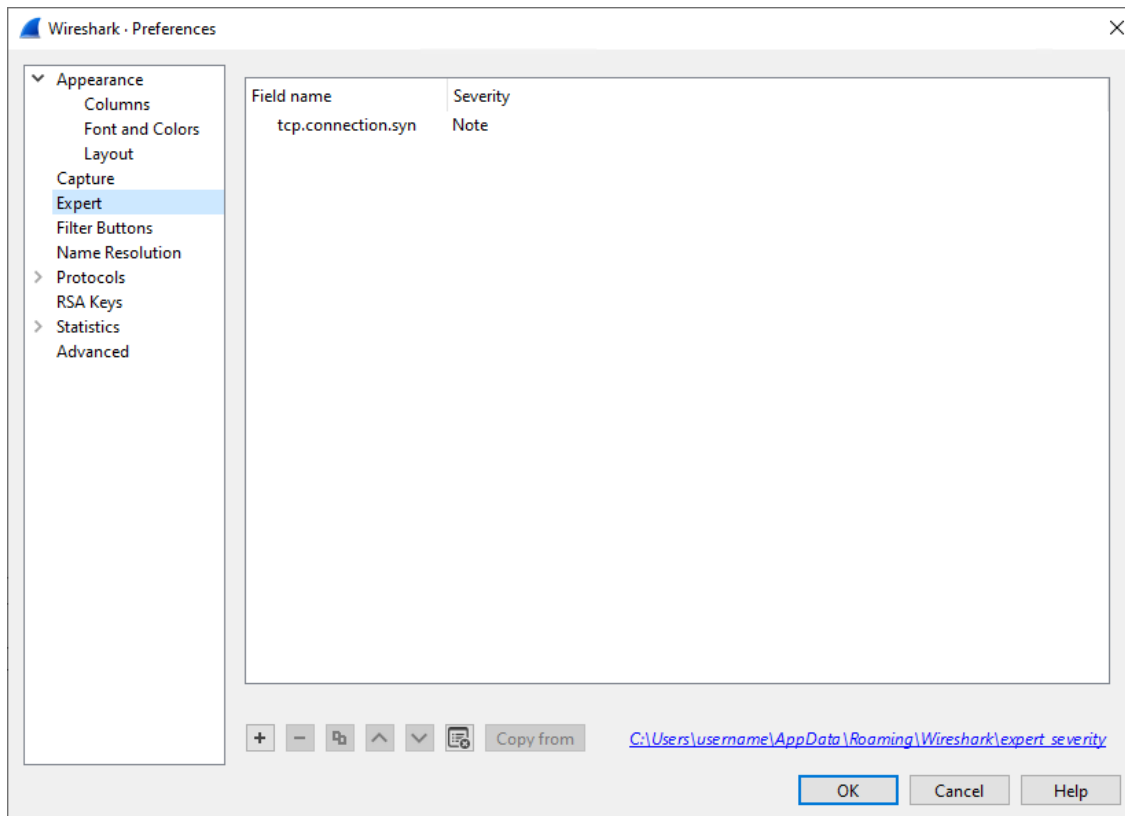 Wireshark · Preferences
Appearance
Columns
Font and Colors
Layout
Capture
Expert
Filter Buttons
Name Resolution
Protocols
RSA Keys
Statistics
Advanced
Field name Severity
tcp.connection.syn Note
Copy from C:\Users\username\AppData\Roaming\Wireshark\expert_severity
OK Cancel Help